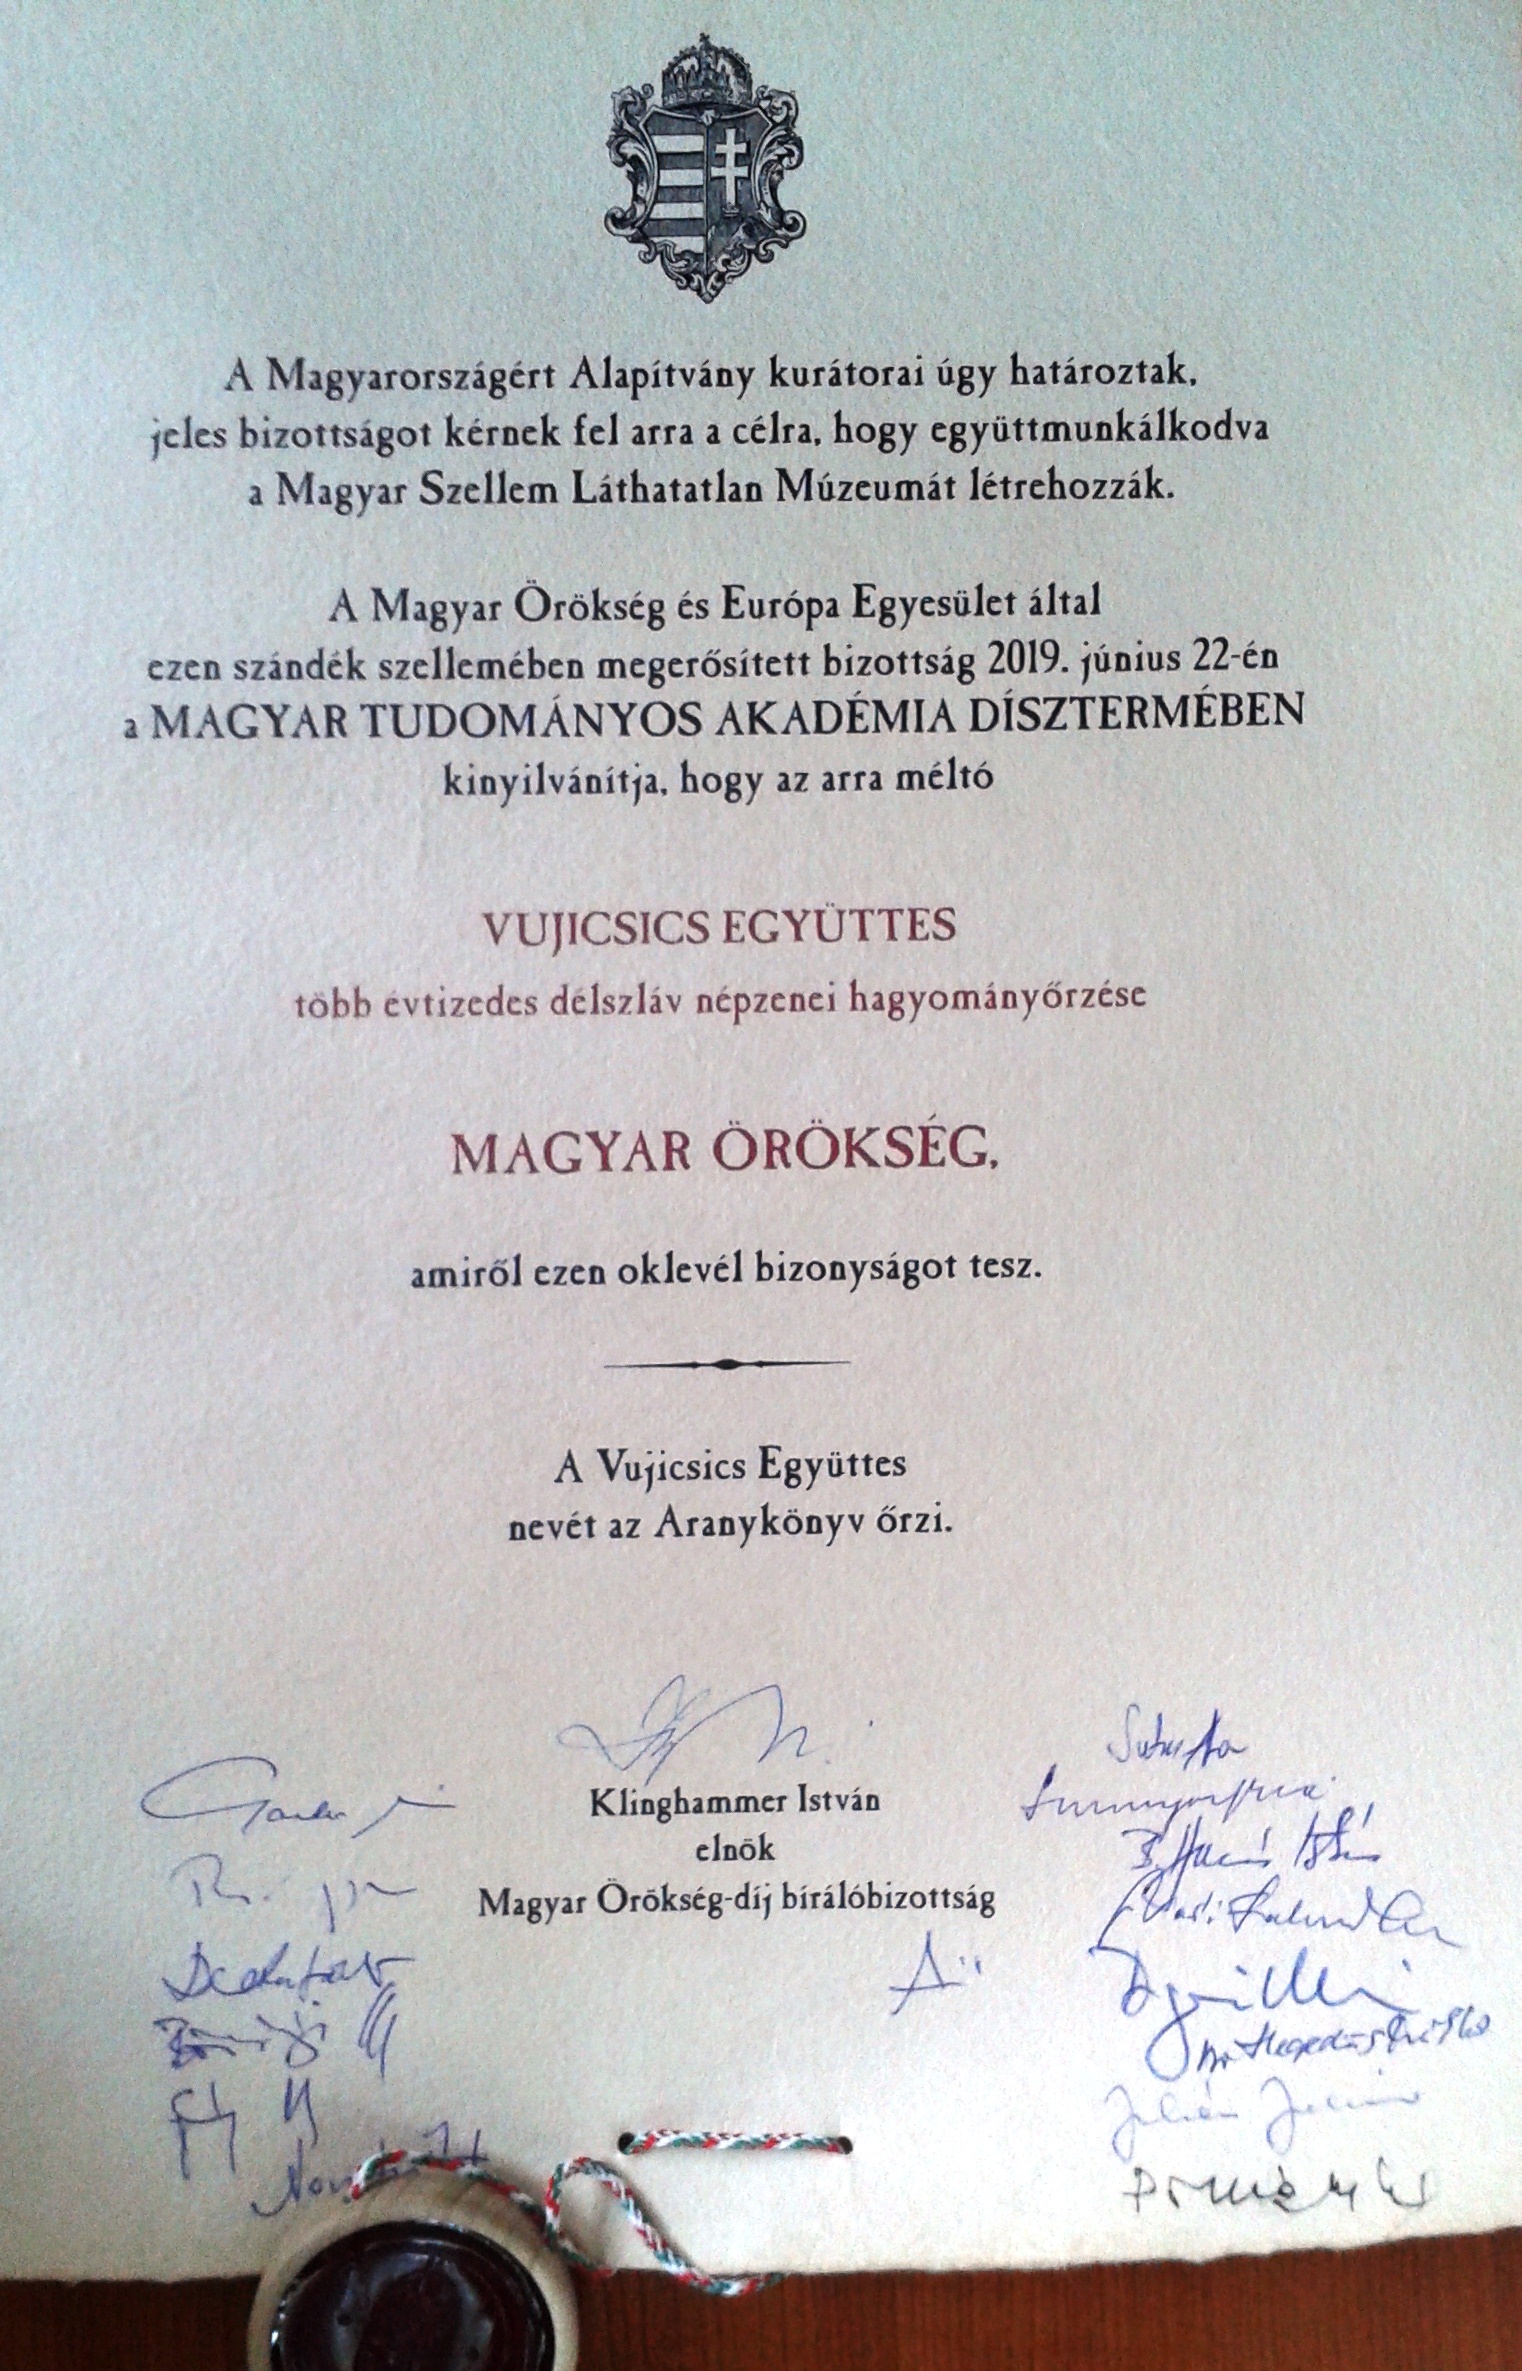 A Magyarországért Alapítvány kurátorai úgy határoztak,
jeles bizottságot kérnek fel arra a célra, hogy együttmunkálkodva
a Magyar Szellem Láthatatlan Múzeumát létrehozzák.
A Magyar Örökség és Európa Egyesület által
ezen szándék szellemében megerősített bizottság 2019. június 22-én
a MAGYAR TUDOMÁNYOS AKADÉMIA DÍSZTERMÉBEN
kinyilvánítja, hogy az arra méltó
VUJICSICS EGYÜTTES
több évtizedes délszláv népzenei hagyományőrzése
MAGYAR ÖRÖKSÉG,
amiről ezen oklevél bizonyságot tesz.
A Vujicsics Együttes
nevét az Aranykönyv őrzi.
Klinghammer István
elnök
Magyar Örökség-díj bírálóbizottság